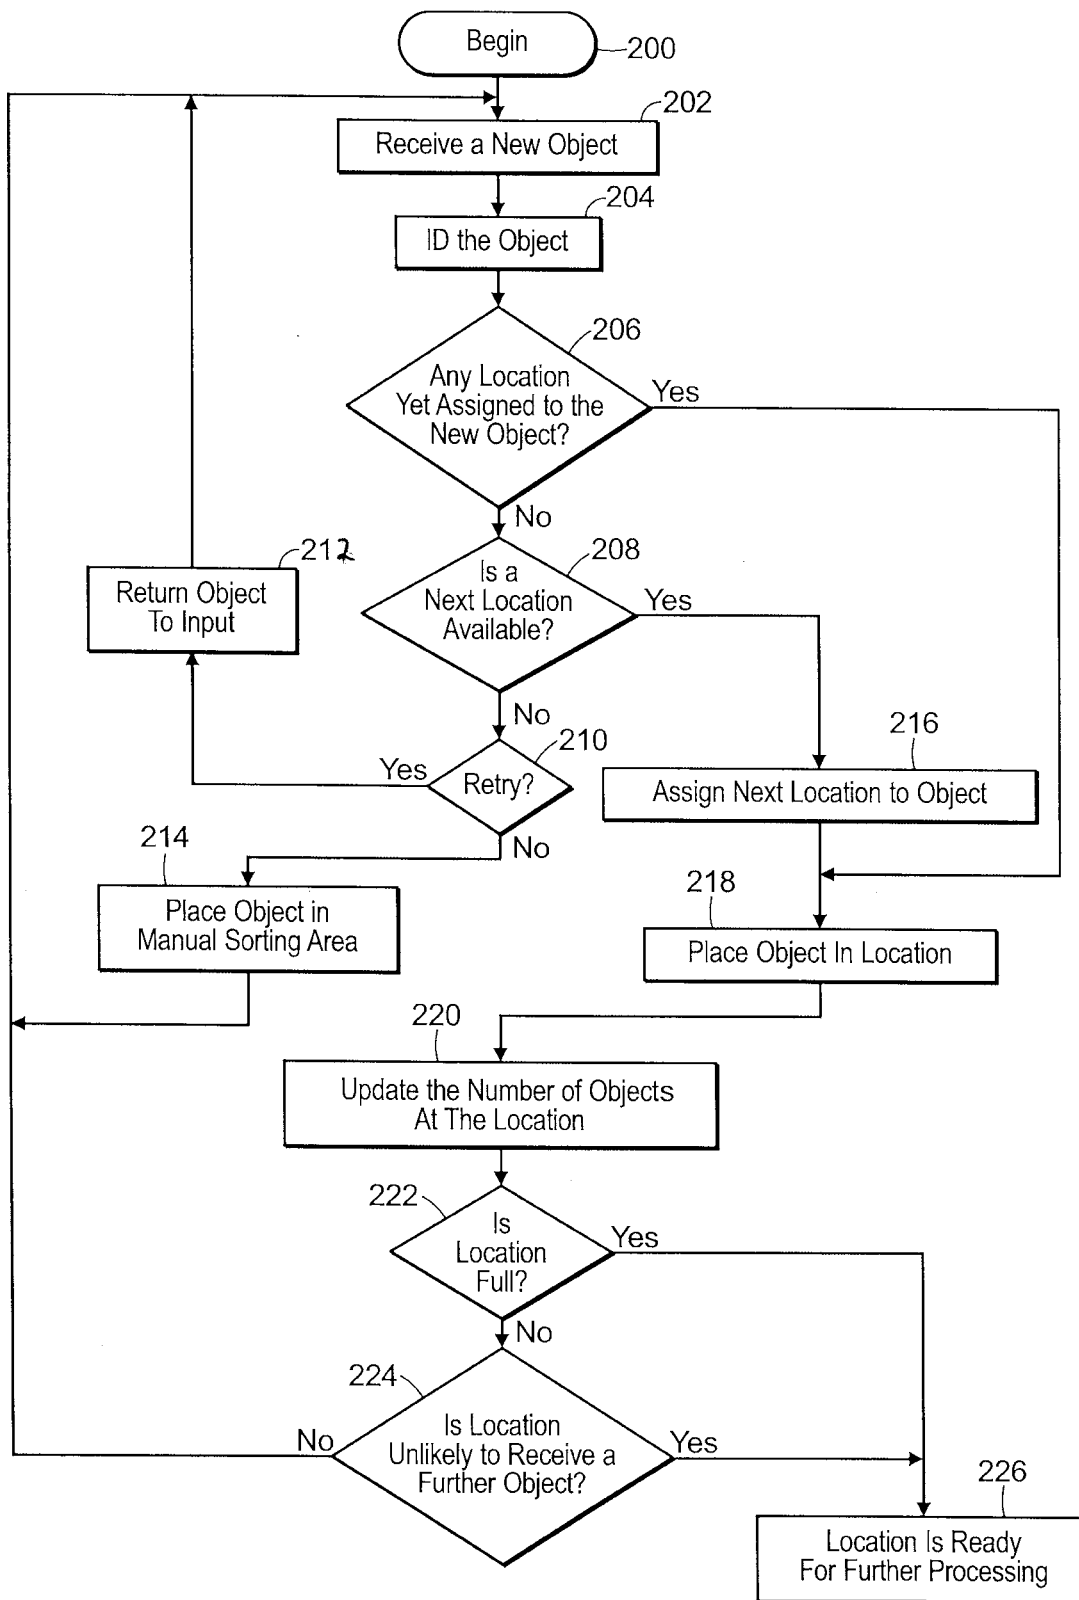 Begin
200
202
Receive a New Object
204
ID the Object
206
Any Location
Yet Assigned to the
New Object?
Yes
No
212
Return Object
To Input
208
Is a
Next Location
Available?
Yes
No
210
Retry?
Yes
No
216
Assign Next Location to Object
214
Place Object in
Manual Sorting Area
218
Place Object In Location
220
Update the Number of Objects
At The Location
222
Is
Location
Full?
Yes
No
224
Is Location
Unlikely to Receive a
Further Object?
No
Yes
226
Location Is Ready
For Further Processing